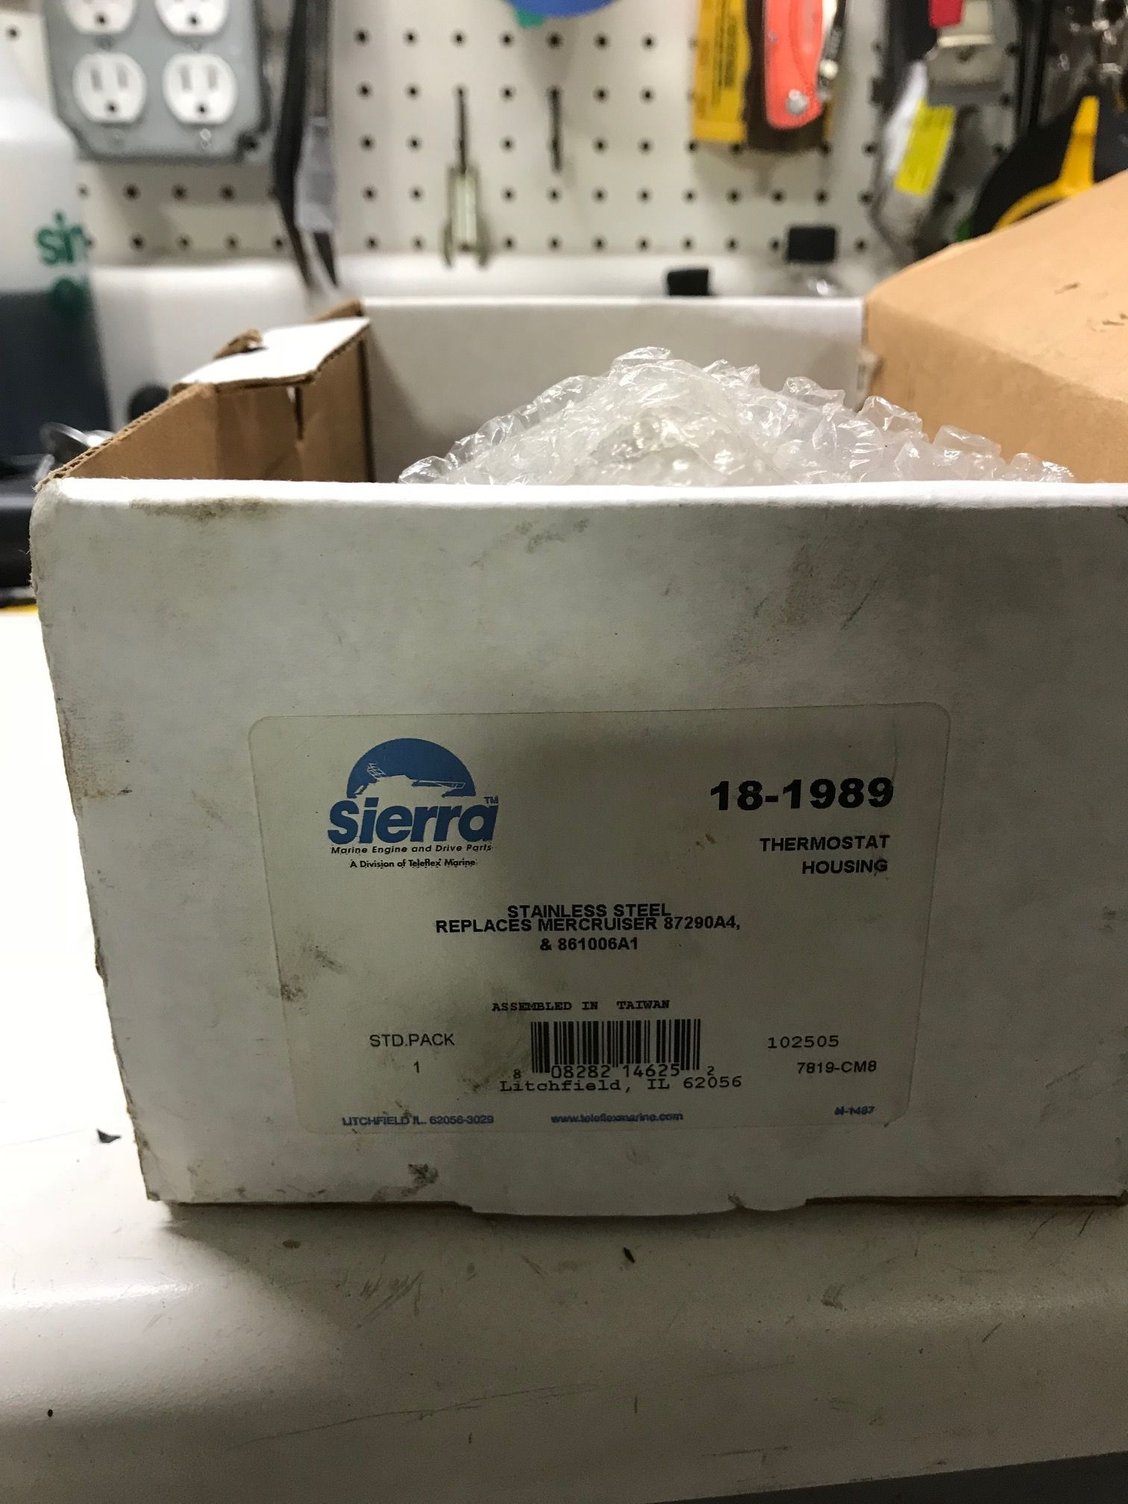 Sierra™
Marine Engine and Drive Parts
A Division of Teleflex Marine
18-1989
THERMOSTAT
HOUSING
STAINLESS STEEL
REPLACES MERCRUISER 87290A4,
& 861006A1
ASSEMBLED IN TAIWAN
STD.PACK
1
8 08282 14625 2
Litchfield, IL 62056
102505
7819-CM8
LITCHFIELD IL. 62056-3029
www.teleflexmarine.com